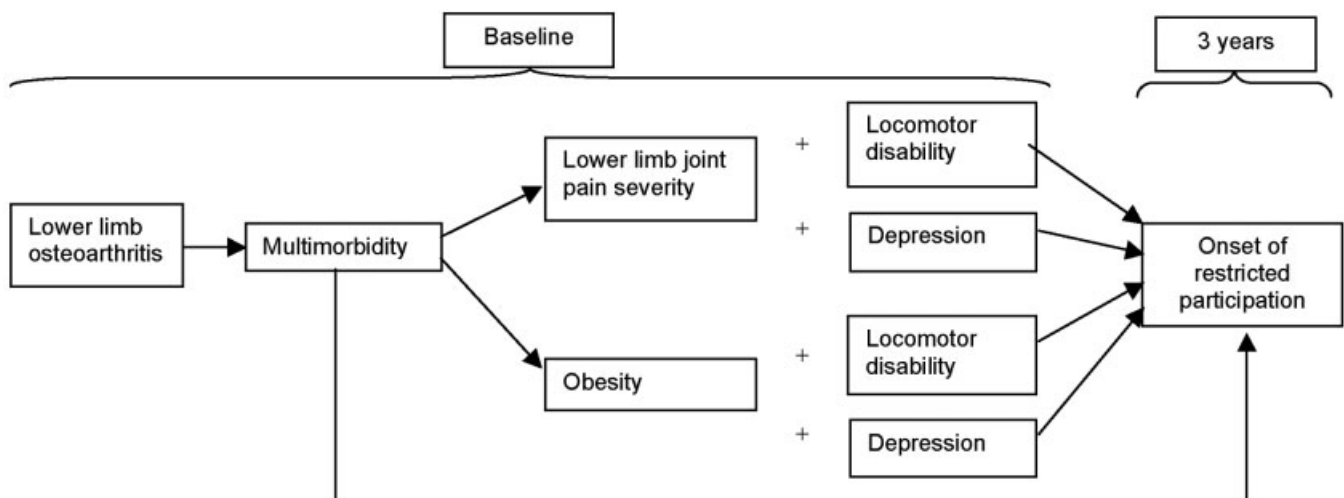 Baseline
3 years
Lower limb
osteoarthritis
Multimorbidity
Lower limb joint
pain severity
Obesity
+
Locomotor
disability
+
Depression
+
Locomotor
disability
+
Depression
Onset of
restricted
participation